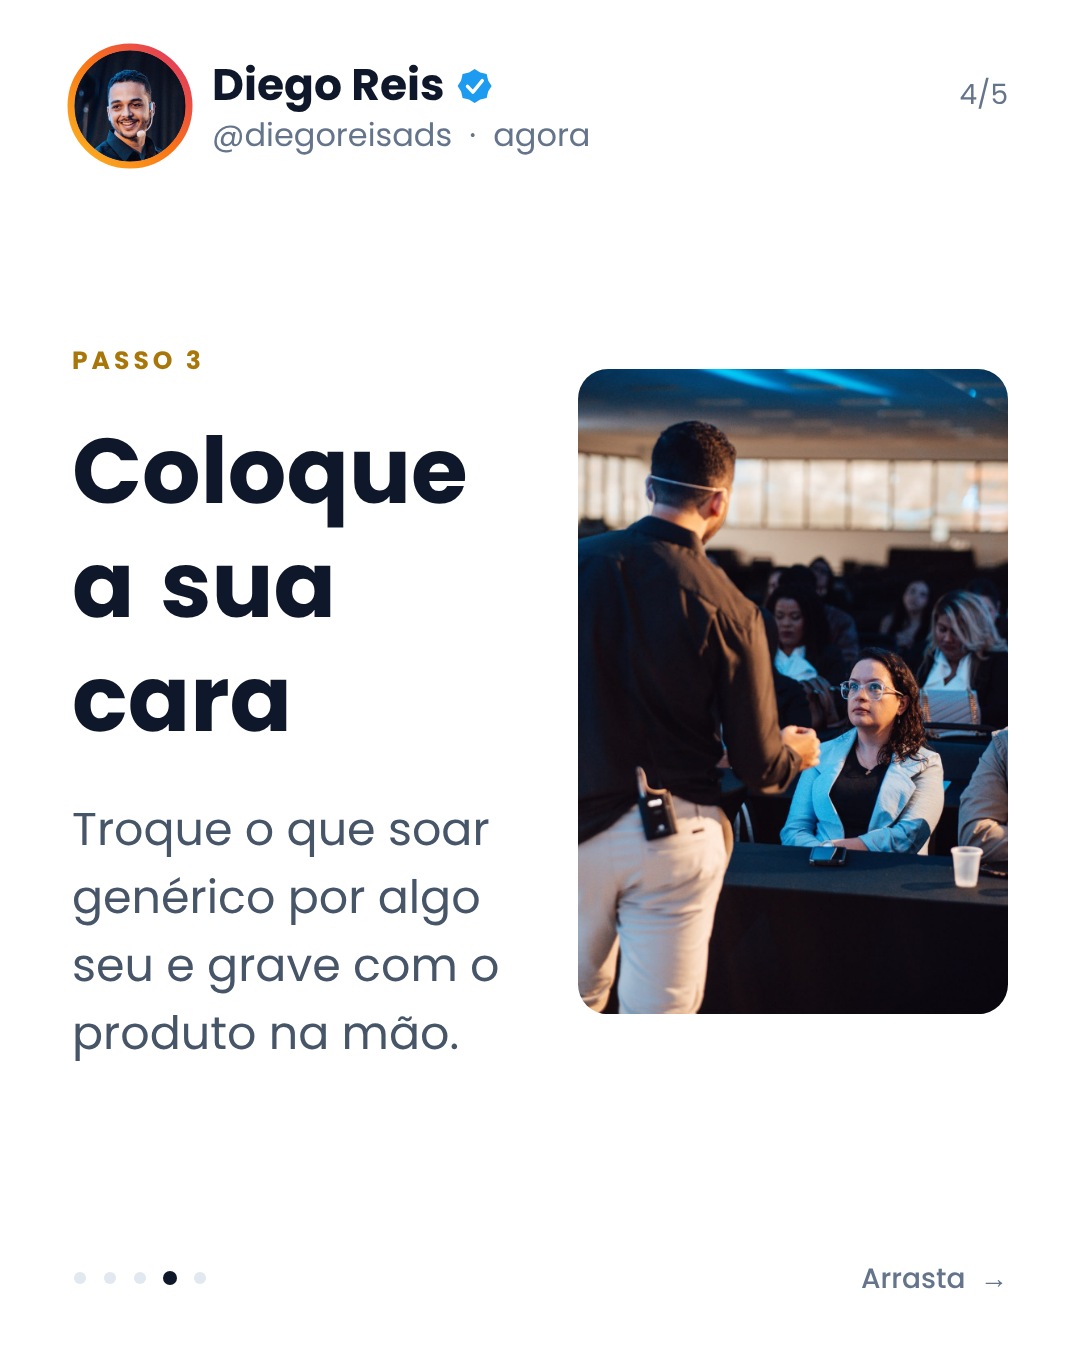 Diego Reis
@diegoreisads · agora
4/5
PASSO 3
Coloque
a sua
cara
Troque o que soar
genérico por algo
seu e grave com o
produto na mão.
Arrasta →